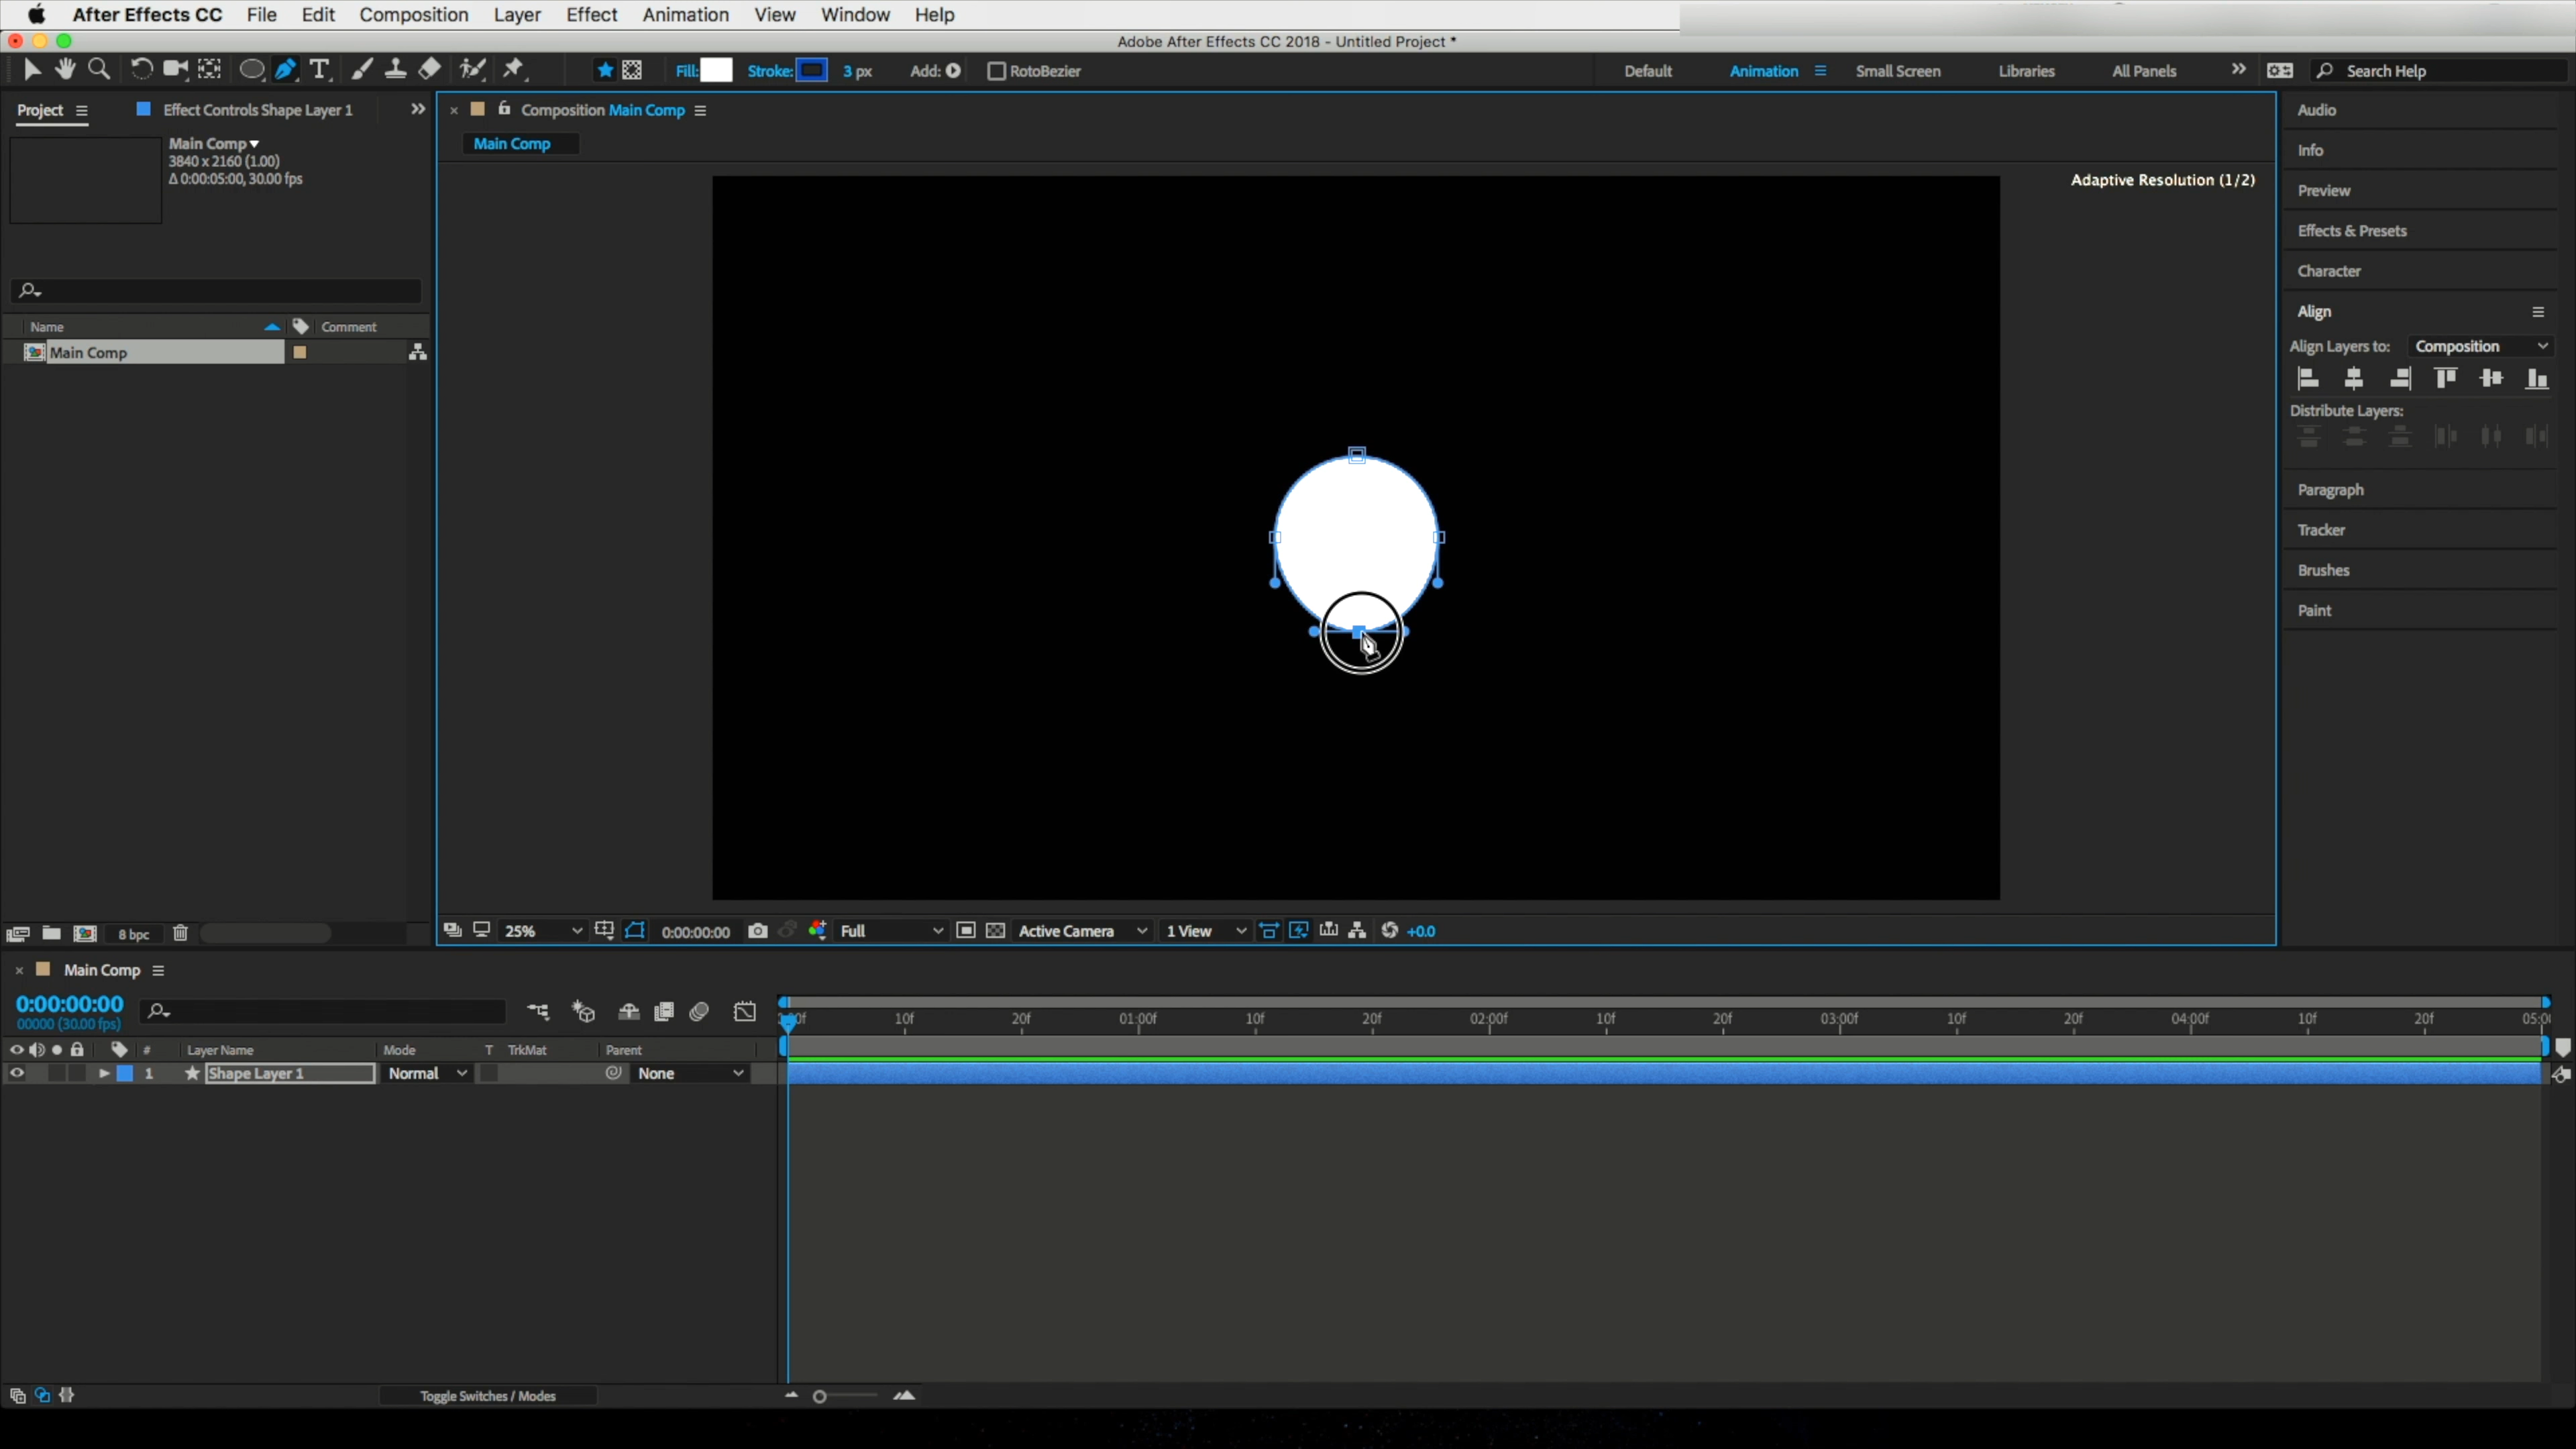 After Effects CC File Edit Composition Layer Effect Animation View Window Help
Adobe After Effects CC 2018 - Untitled Project *
Fill: Stroke: 3 px Add: RotoBezier Default Animation Small Screen Libraries All Panels Search Help
Project Effect Controls Shape Layer 1 Composition Main Comp Audio
Main Comp
3840 x 2160 (1.00)
Δ 0:00:05:00, 30.00 fps
Main Comp
Adaptive Resolution (1/2)
Info
Preview
Effects & Presets
Character
Align
Align Layers to: Composition
Distribute Layers:
Paragraph
Tracker
Brushes
Paint
Name Comment
Main Comp
8 bpc
25% 0:00:00:00 Full Active Camera 1 View +0.0
Main Comp
0:00:00:00
00000 (30.00 fps)
10f 20f 01:00f 10f 20f 02:00f 10f 20f 03:00f 10f 20f 04:00f 10f 20f
# Layer Name Mode T TrkMat Parent
1 Shape Layer 1 Normal None
Toggle Switches / Modes